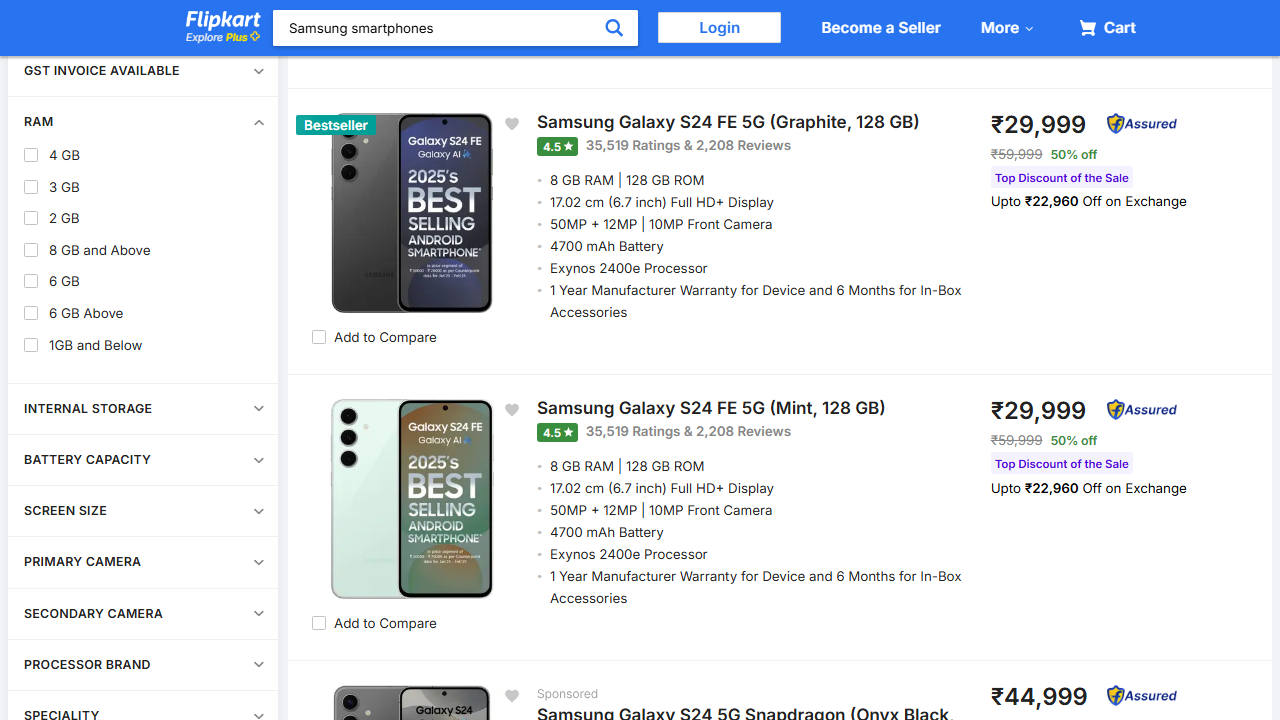 Flipkart
Explore Plus
Samsung smartphones
Login
Become a Seller
More
Cart
GST INVOICE AVAILABLE
RAM
4 GB
3 GB
2 GB
8 GB and Above
6 GB
6 GB Above
1GB and Below
INTERNAL STORAGE
BATTERY CAPACITY
SCREEN SIZE
PRIMARY CAMERA
SECONDARY CAMERA
PROCESSOR BRAND
SPECIALITY
Bestseller
Galaxy S24 FE
Galaxy AI
2025's
BEST
SELLING
ANDROID
SMARTPHONE*
SAMSUNG
Add to Compare
Samsung Galaxy S24 FE 5G (Graphite, 128 GB)
4.5★ 35,519 Ratings & 2,208 Reviews
• 8 GB RAM | 128 GB ROM
• 17.02 cm (6.7 inch) Full HD+ Display
• 50MP + 12MP | 10MP Front Camera
• 4700 mAh Battery
• Exynos 2400e Processor
• 1 Year Manufacturer Warranty for Device and 6 Months for In-Box
Accessories
₹29,999 Assured
₹59,999 50% off
Top Discount of the Sale
Upto ₹22,960 Off on Exchange
Galaxy S24 FE
Galaxy AI
2025's
BEST
SELLING
ANDROID
SMARTPHONE*
Add to Compare
Samsung Galaxy S24 FE 5G (Mint, 128 GB)
4.5★ 35,519 Ratings & 2,208 Reviews
• 8 GB RAM | 128 GB ROM
• 17.02 cm (6.7 inch) Full HD+ Display
• 50MP + 12MP | 10MP Front Camera
• 4700 mAh Battery
• Exynos 2400e Processor
• 1 Year Manufacturer Warranty for Device and 6 Months for In-Box
Accessories
₹29,999 Assured
₹59,999 50% off
Top Discount of the Sale
Upto ₹22,960 Off on Exchange
Galaxy S24
Sponsored
Samsung Galaxy S24 5G Snapdragon (Onyx Black,
₹44,999 Assured